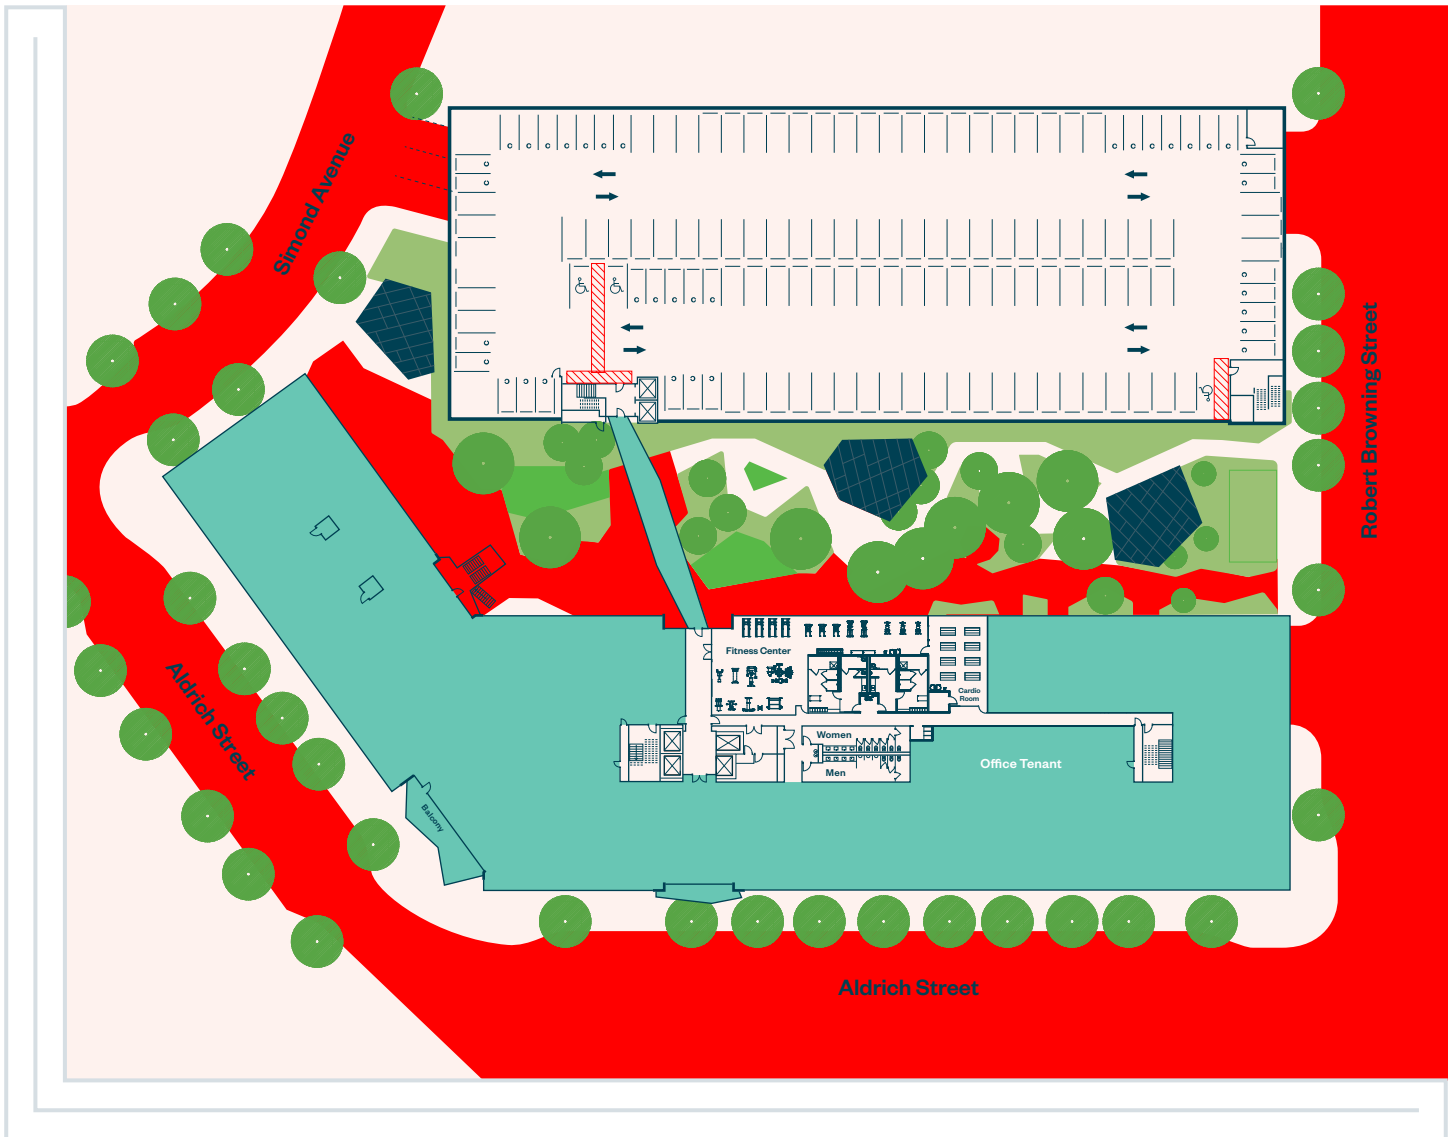 Simond Avenue
Robert Browning Street
Fitness Center
Cardio
Room
Aldrich Street
Women
Men
Office Tenant
Balcony
Aldrich Street